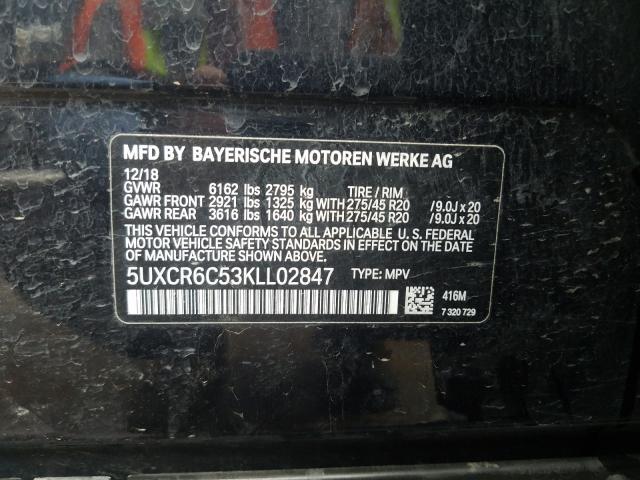 MFD BY BAYERISCHE MOTOREN WERKE AG
12/18
GVWR 6162 lbs 2795 kg TIRE / RIM
GAWR FRONT 2921 lbs 1325 kg WITH 275/45 R20 /9.0J x 20
GAWR REAR 3616 lbs 1640 kg WITH 275/45 R20 /9.0J x 20
THIS VEHICLE CONFORMS TO ALL APPLICABLE U. S. FEDERAL
MOTOR VEHICLE SAFETY STANDARDS IN EFFECT ON THE DATE
OF MANUFACTURE SHOWN ABOVE.
5UXCR6C53KLL02847 TYPE: MPV
416M
7 320 729